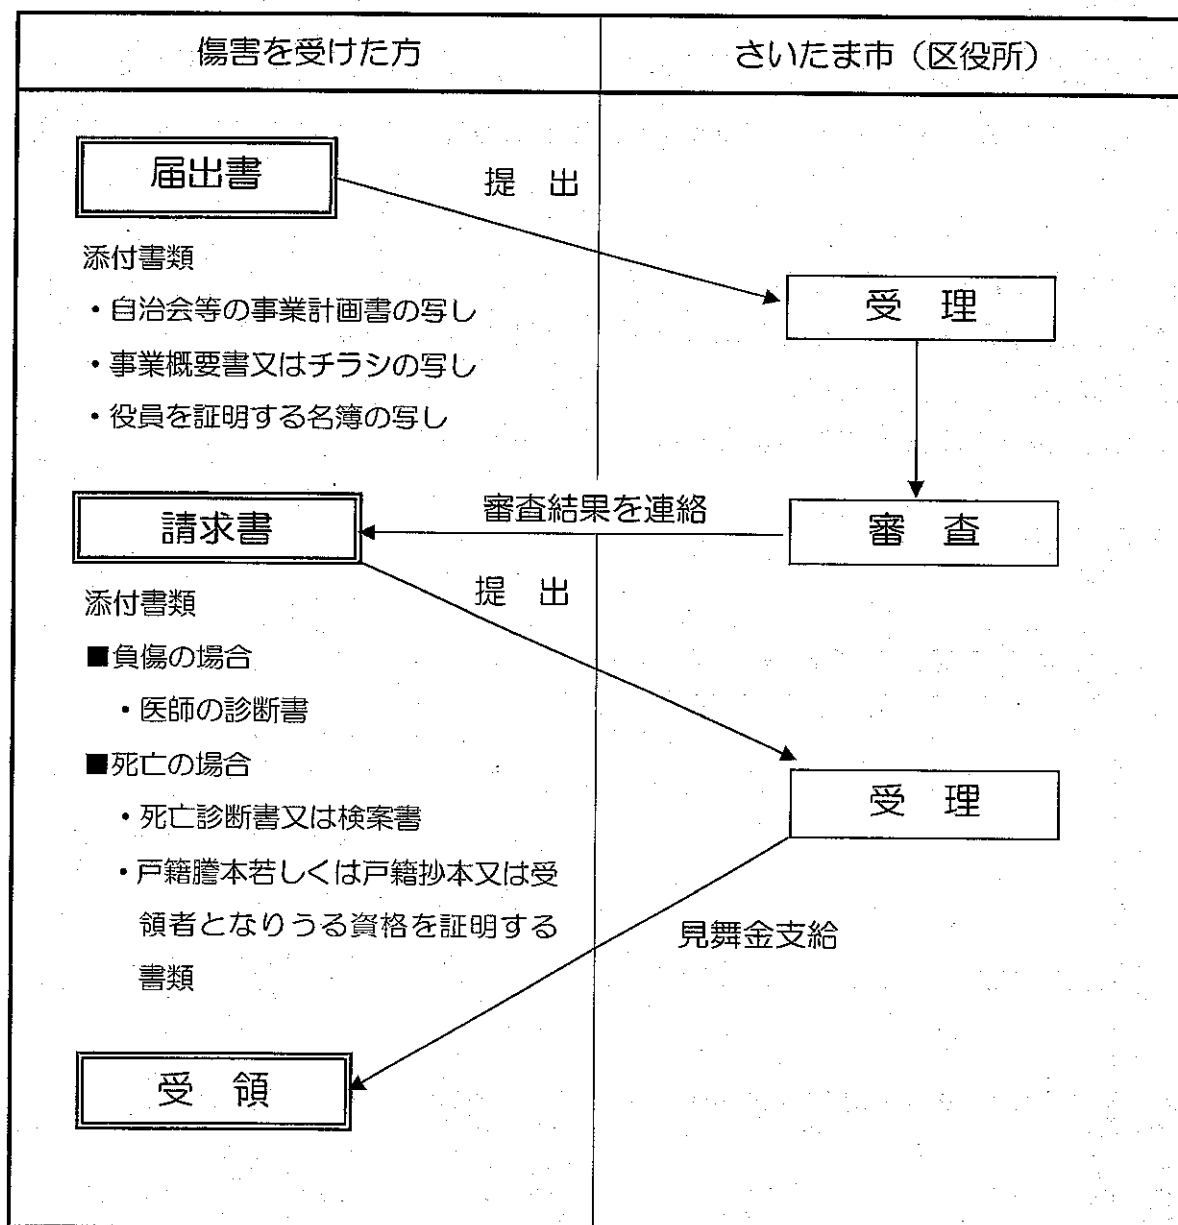 傷害を受けた方
さいたま市（区役所）
届出書
提 出
添付書類
・自治会等の事業計画書の写し
・事業概要書又はチラシの写し
・役員を証明する名簿の写し
受 理
請求書
審査結果を連絡
審 査
提 出
添付書類
■負傷の場合
・医師の診断書
■死亡の場合
・死亡診断書又は検案書
・戸籍謄本若しくは戸籍抄本又は受
領者となりうる資格を証明する
書類
受 理
見舞金支給
受 領